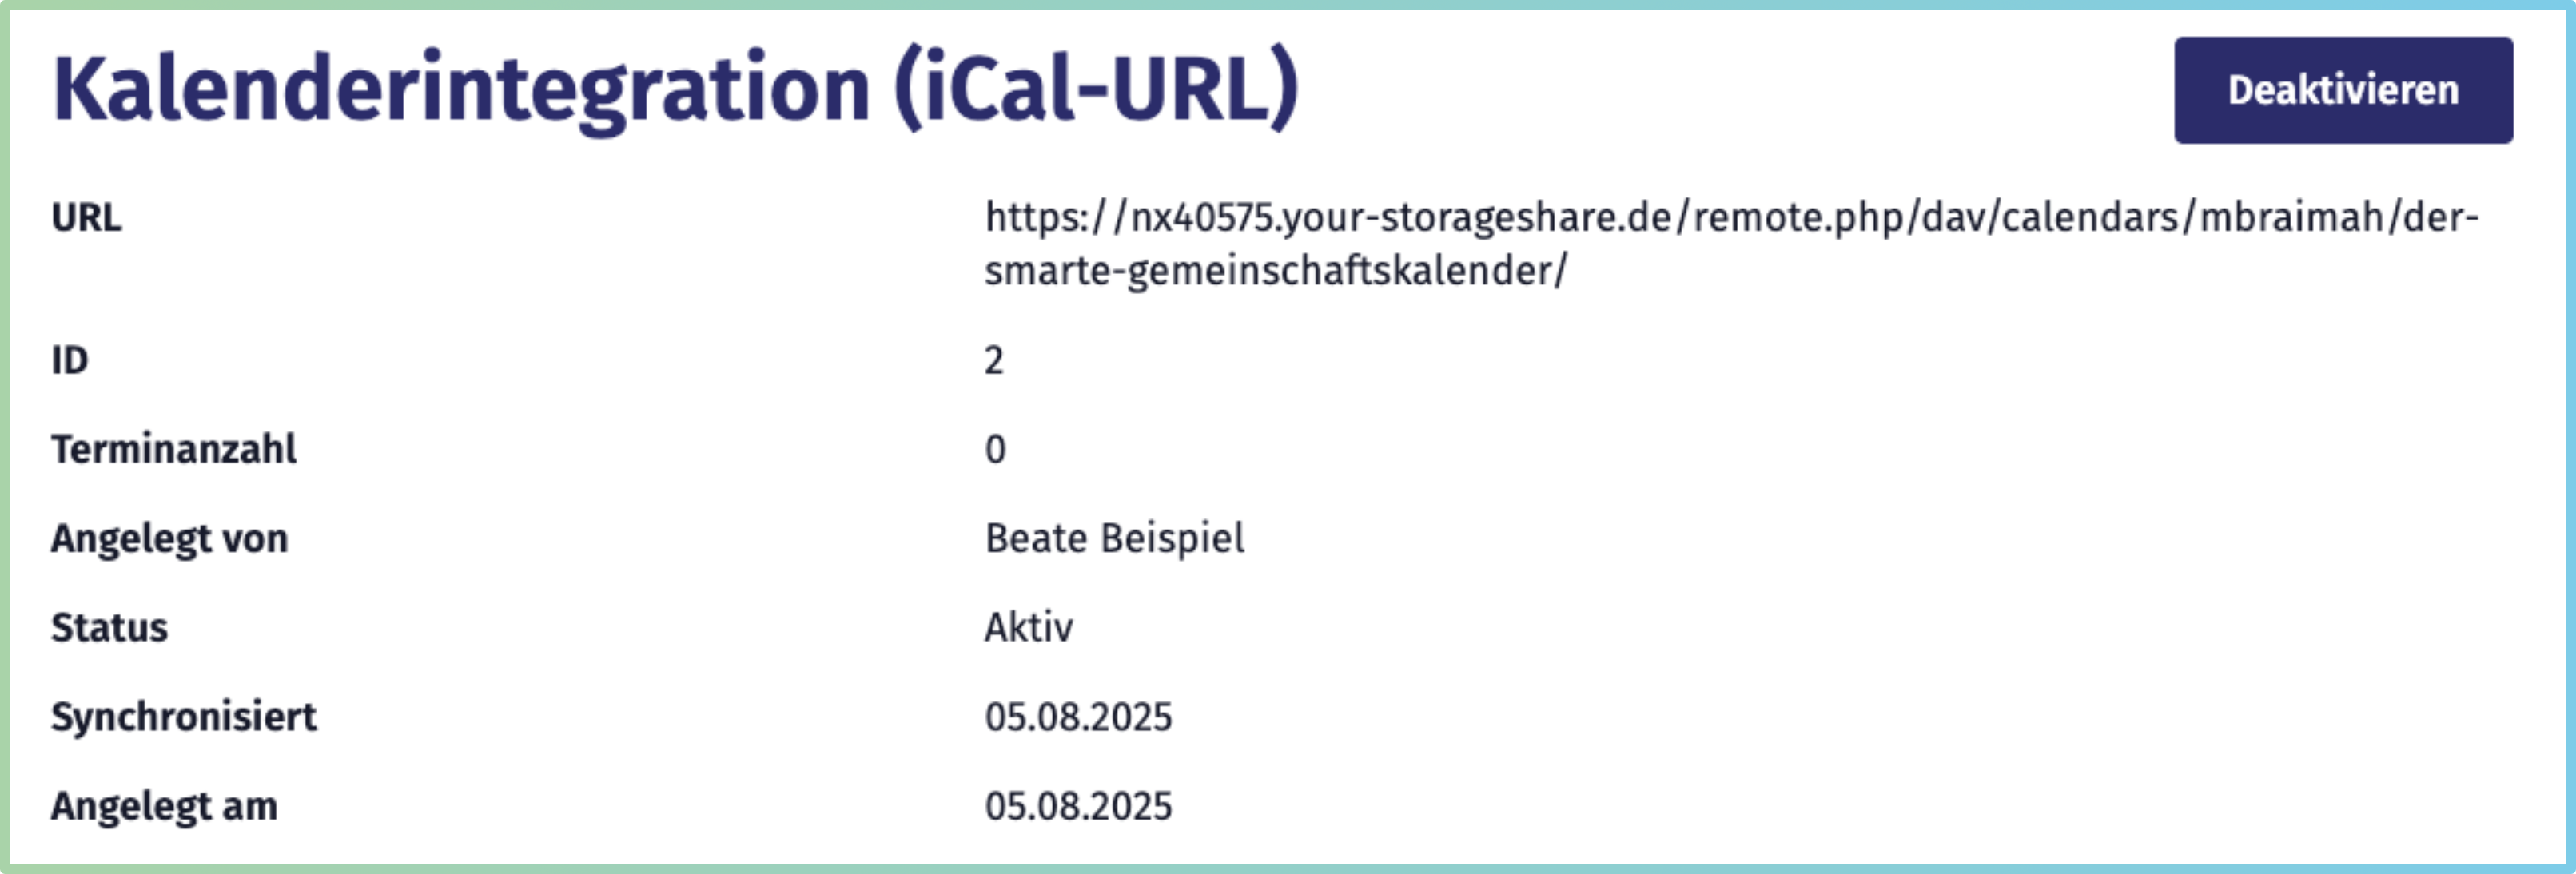 Kalenderintegration (iCal-URL)
Deaktivieren
URL
https://nx40575.your-storageshare.de/remote.php/dav/calendars/mbraimah/der-
smarte-gemeinschaftskalender/
ID
2
Terminanzahl
0
Angelegt von
Beate Beispiel
Status
Aktiv
Synchronisiert
05.08.2025
Angelegt am
05.08.2025